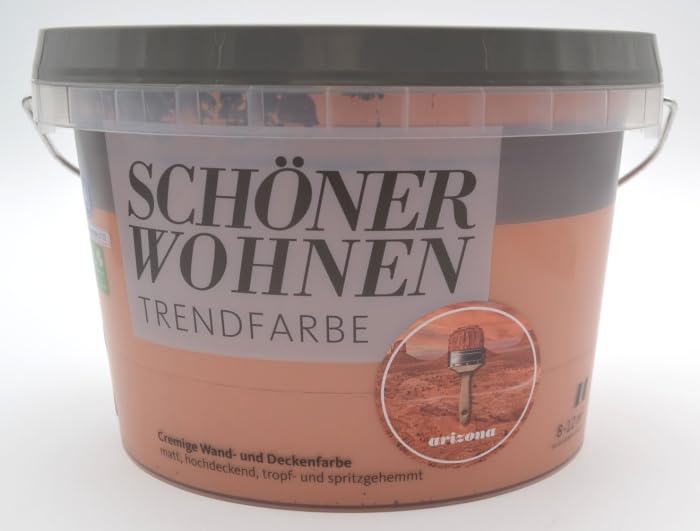 SCHÖNER
WOHNEN
TRENDFARBE
arizona
Cremige Wand- und Deckenfarbe
matt, hochdeckend, tropf- und spritzgehemmt